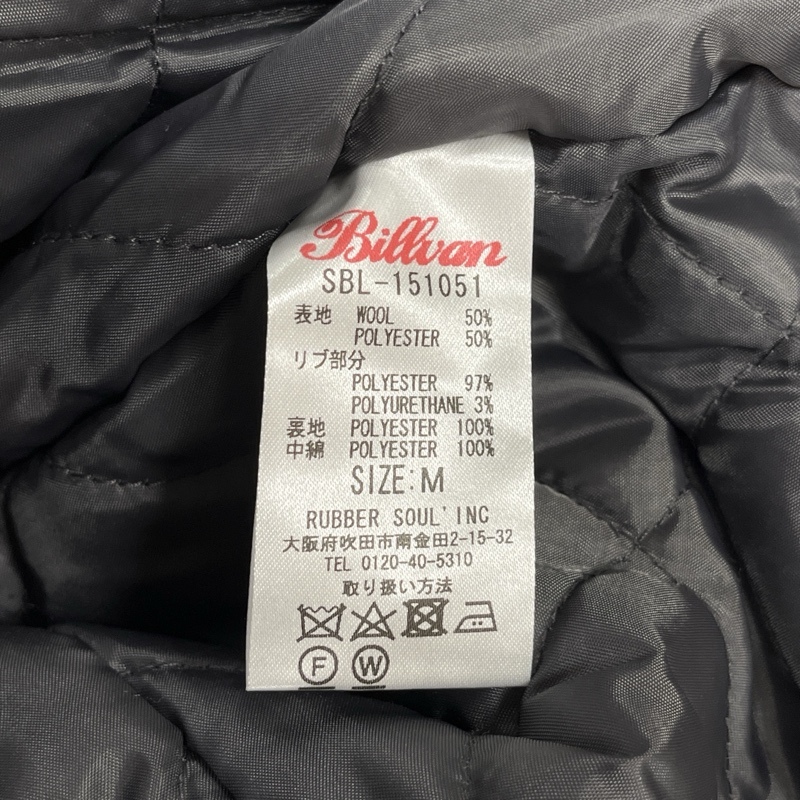 Billvan
SBL-151051
表地 WOOL 50%
POLYESTER 50%
リブ部分
POLYESTER 97%
POLYURETHANE 3%
裏地 POLYESTER 100%
中綿 POLYESTER 100%
SIZE:M
RUBBER SOUL' INC
大阪府吹田市南金田2-15-32
TEL 0120-40-5310
取り扱い方法
F W